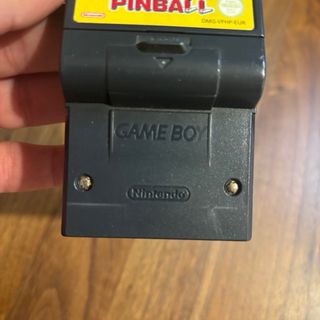 PINBALL
DMG-VPHP-EUR
GAME BOY
Nintendo